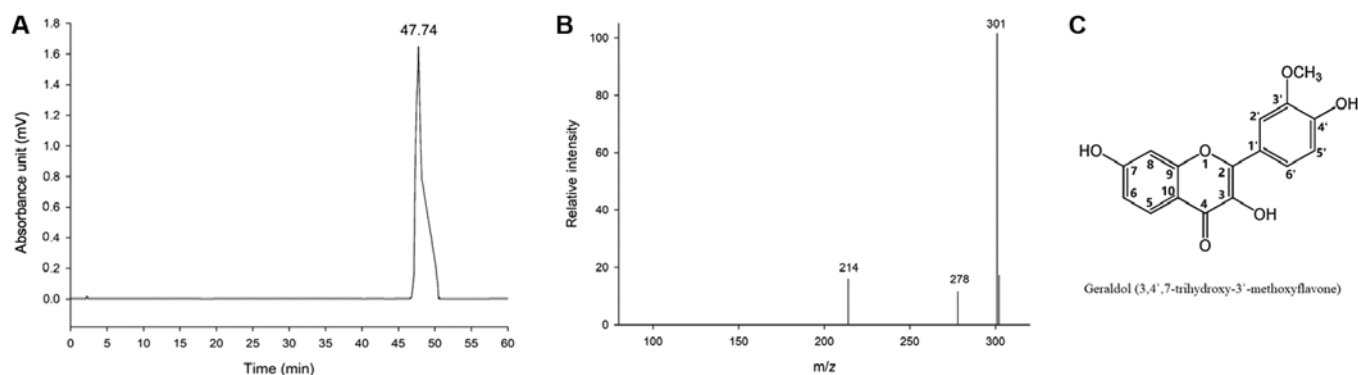 A
47.74
Absorbance unit (mV)
1.8
1.6
1.4
1.2
1.0
0.8
0.6
0.4
0.2
0.0
0 5 10 15 20 25 30 35 40 45 50 55 60
Time (min)
B
301
278
214
Relative intensity
100
80
60
40
20
0
100 150 200 250 300
m/z
C
OCH3
3'
OH
2'
4'
1'
5'
6'
HO
O
1
8
9
2
7
6
10
3
5
4
OH
O
Geraldol (3,4`,7-trihydroxy-3`-methoxyflavone)